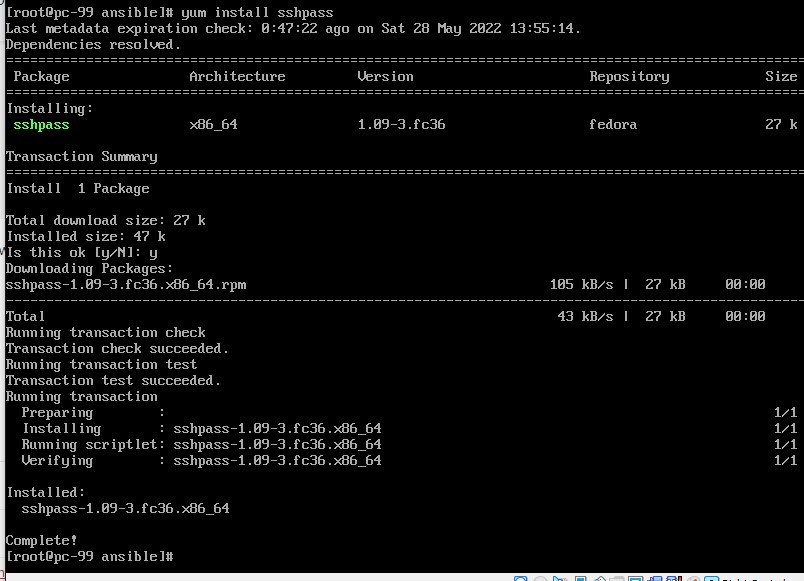 [root@pc-99 ansible]# yum install sshpass
Last metadata expiration check: 0:47:22 ago on Sat 28 May 2022 13:55:14.
Dependencies resolved.
Package Architecture Version Repository Size
Installing:
sshpass x86_64 1.09-3.fc36 fedora 27 k
Transaction Summary
Install 1 Package
Total download size: 27 k
Installed size: 47 k
Is this ok [y/N]: y
Downloading Packages:
sshpass-1.09-3.fc36.x86_64.rpm 105 kB/s | 27 kB 00:00
Total 43 kB/s | 27 kB 00:00
Running transaction check
Transaction check succeeded.
Running transaction test
Transaction test succeeded.
Running transaction
Preparing : 1/1
Installing : sshpass-1.09-3.fc36.x86_64 1/1
Running scriptlet: sshpass-1.09-3.fc36.x86_64 1/1
Verifying : sshpass-1.09-3.fc36.x86_64 1/1
Installed:
sshpass-1.09-3.fc36.x86_64
Complete!
[root@pc-99 ansible]#